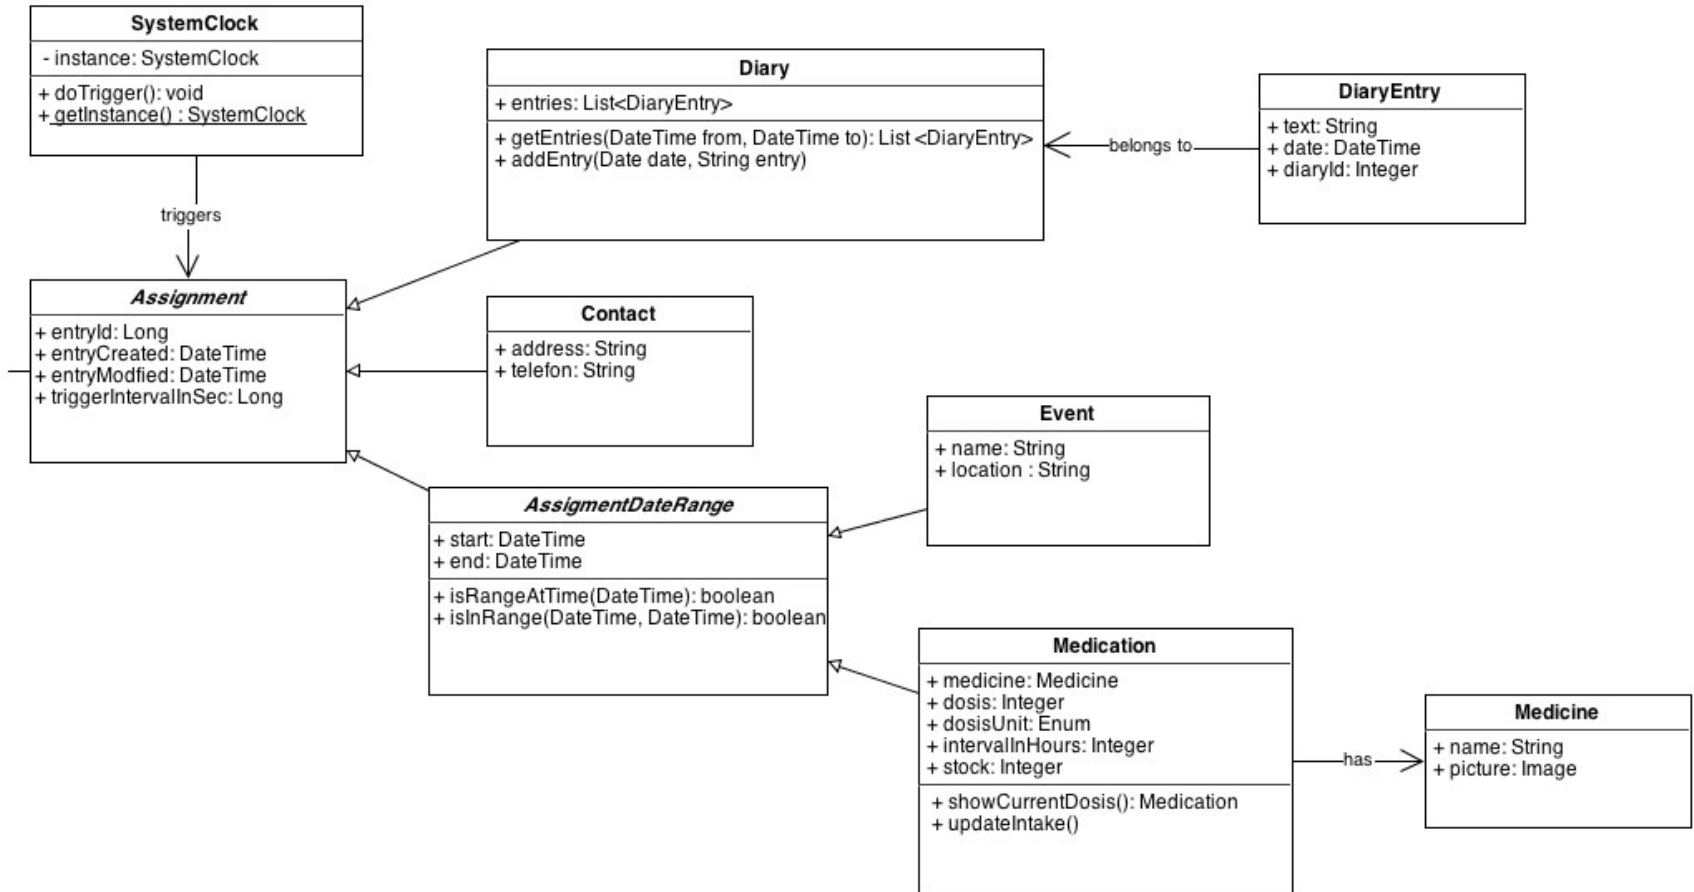 SystemClock
- instance: SystemClock
+ doTrigger(): void
+ getInstance() : SystemClock
triggers
Diary
+ entries: List<DiaryEntry>
+ getEntries(DateTime from, DateTime to): List <DiaryEntry>
+ addEntry(Date date, String entry)
belongs to
DiaryEntry
+ text: String
+ date: DateTime
+ diaryId: Integer
Assignment
+ entryId: Long
+ entryCreated: DateTime
+ entryModfied: DateTime
+ triggerIntervalInSec: Long
Contact
+ address: String
+ telefon: String
Event
+ name: String
+ location : String
AssigmentDateRange
+ start: DateTime
+ end: DateTime
+ isRangeAtTime(DateTime): boolean
+ isInRange(DateTime, DateTime): boolean
Medication
+ medicine: Medicine
+ dosis: Integer
+ dosisUnit: Enum
+ intervalInHours: Integer
+ stock: Integer
+ showCurrentDosis(): Medication
+ updateIntake()
has
Medicine
+ name: String
+ picture: Image